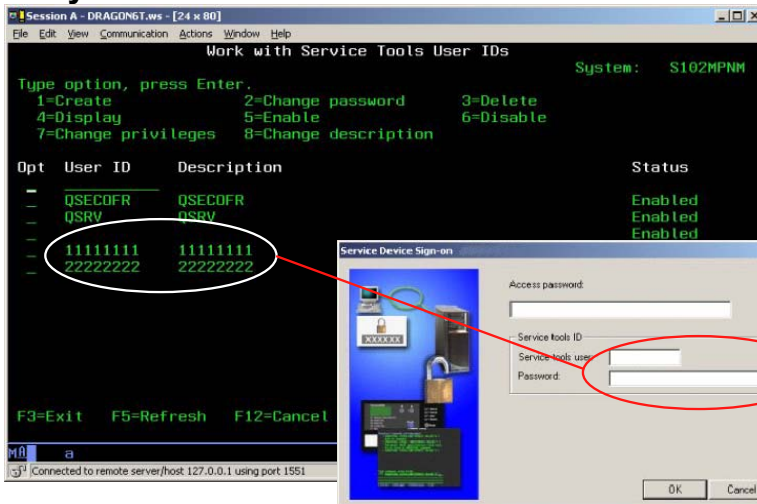 Session A - DRAGON6T.ws - [24 x 80]
File Edit View Communication Actions Window Help
Work with Service Tools User IDs
System: S102MPNM
Type option, press Enter.
1=Create 2=Change password 3=Delete
4=Display 5=Enable 6=Disable
7=Change privileges 8=Change description
Opt User ID Description Status
QSECOFR QSECOFR Enabled
QSRV QSRV Enabled
Enabled
11111111 11111111
22222222 22222222
F3=Exit F5=Refresh F12=Cancel
MA a
Connected to remote server/host 127.0.0.1 using port 1551
Service Device Sign-on
Access password:
Service tools ID
Service tools user:
Password:
XXXXXX
OK Cancel